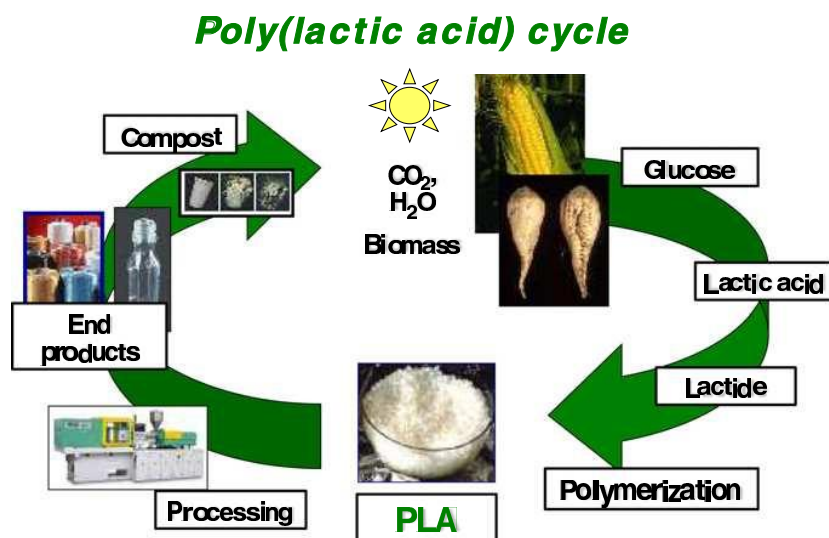 Poly(lactic acid) cycle
Compost
CO2,
H2O
Biomass
Glucose
Lactic acid
Lactide
Polymerization
PLA
Processing
End
products